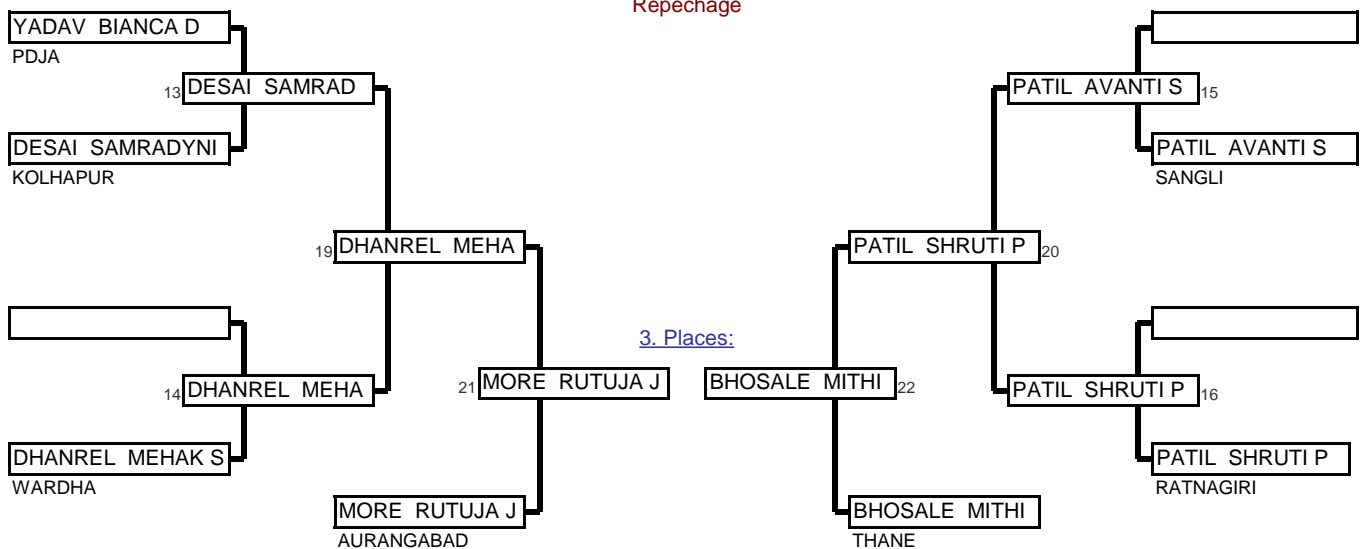 Repechage
YADAV BIANCA D
PDJA
13 DESAI SAMRAD
PATIL AVANTI S 15
DESAI SAMRADYNI
KOLHAPUR
PATIL AVANTI S
SANGLI
19 DHANREL MEHA
PATIL SHRUTI P 20
3. Places:
14 DHANREL MEHA
21 MORE RUTUJA J
BHOSALE MITHI 22
PATIL SHRUTI P 16
DHANREL MEHAK S
WARDHA
PATIL SHRUTI P
RATNAGIRI
MORE RUTUJA J
AURANGABAD
BHOSALE MITHI
THANE